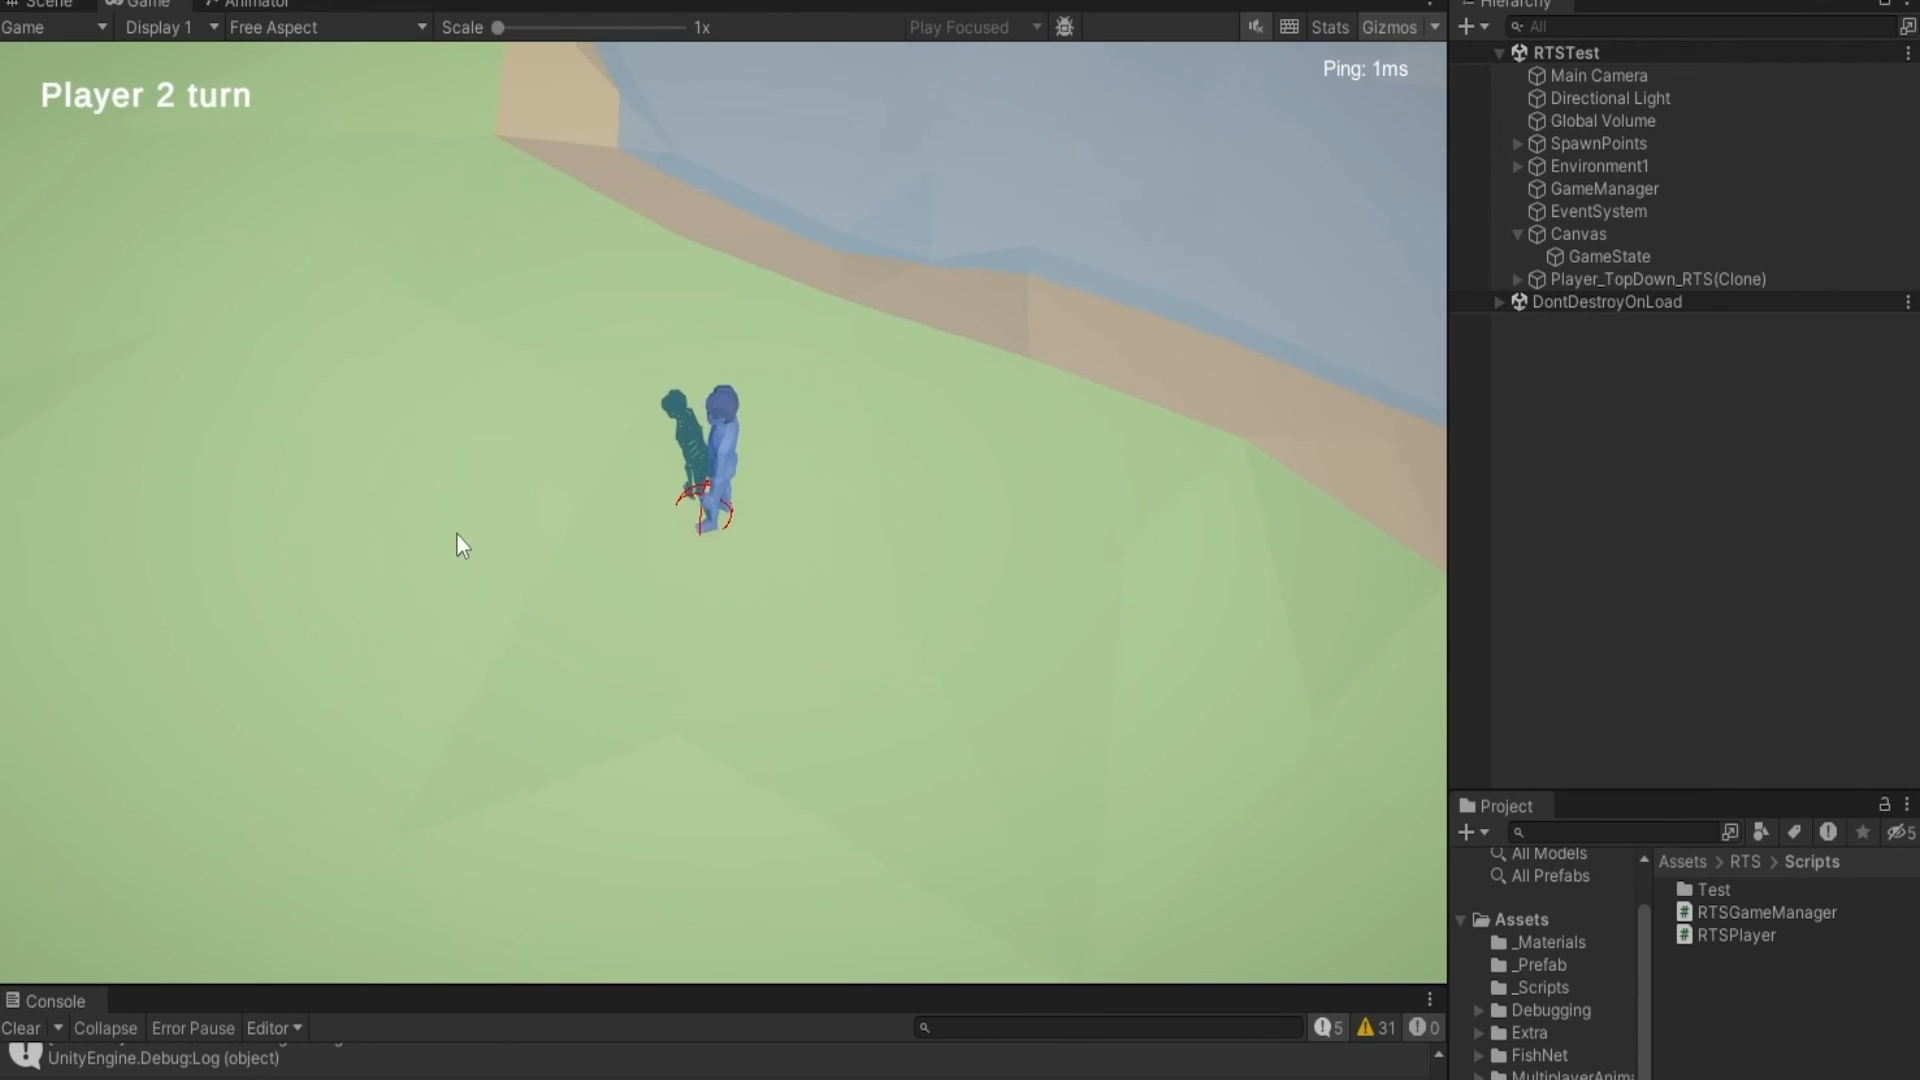 Scene Game Animator
Game Display 1 Free Aspect Scale 1x Play Focused Stats Gizmos
Player 2 turn
Ping: 1ms
Console
Clear Collapse Error Pause Editor 5 31 0
UnityEngine.Debug:Log (object)
Hierarchy
All
RTSTest
Main Camera
Directional Light
Global Volume
SpawnPoints
Environment1
GameManager
EventSystem
Canvas
GameState
Player_TopDown_RTS(Clone)
DontDestroyOnLoad
Project
5
All Models
All Prefabs
Assets
_Materials
_Prefab
_Scripts
Debugging
Extra
FishNet
Assets > RTS > Scripts
Test
RTSGameManager
RTSPlayer